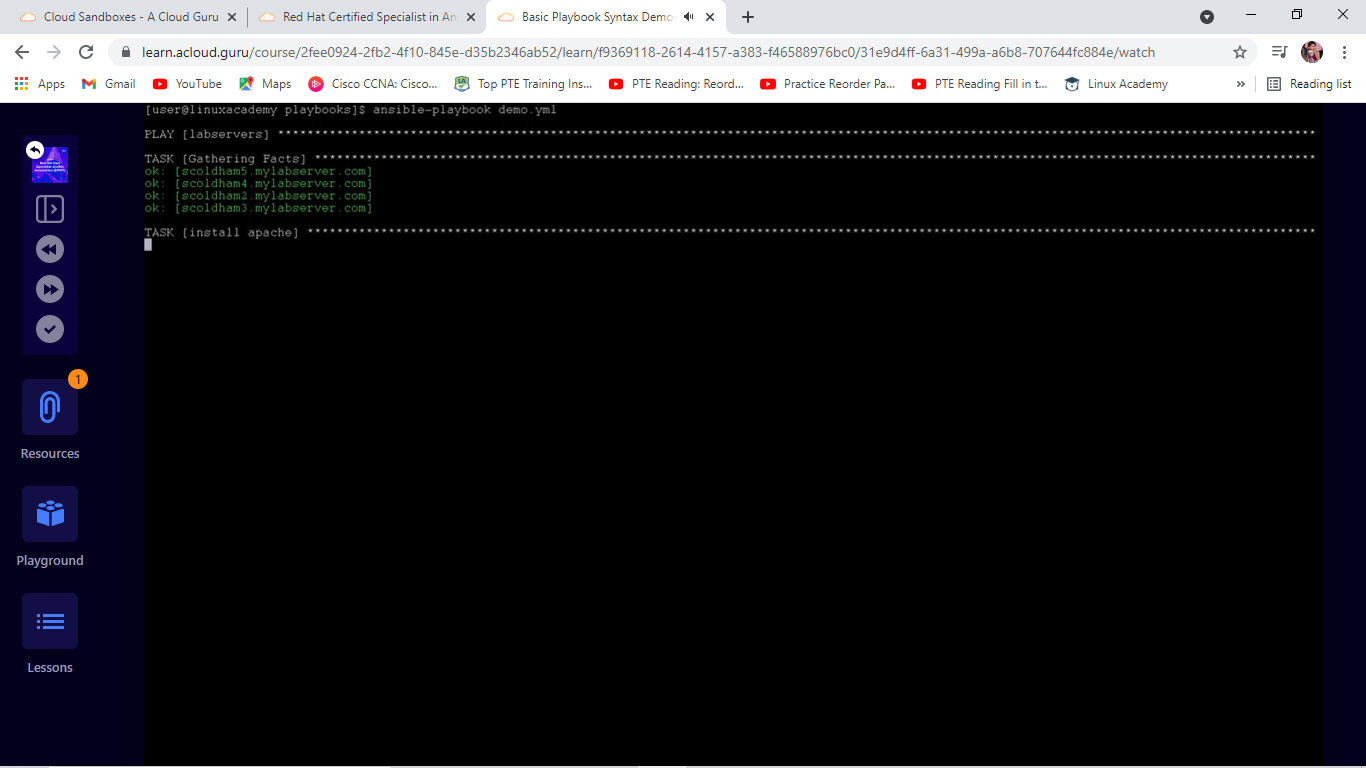 Cloud Sandboxes - A Cloud Guru
Red Hat Certified Specialist in An
Basic Playbook Syntax Demo
learn.acloud.guru/course/2fee0924-2fb2-4f10-845e-d35b2346ab52/learn/f9369118-2614-4157-a383-f46588976bc0/31e9d4ff-6a31-499a-a6b8-707644fc884e/watch
Apps Gmail YouTube Maps Cisco CCNA: Cisco... Top PTE Training Ins... PTE Reading: Reord... Practice Reorder Pa... PTE Reading Fill in t... Linux Academy » Reading list
[user@linuxacademy playbooks]$ ansible-playbook demo.yml
PLAY [labservers] ******************************************************************************************************************************************
TASK [Gathering Facts] *************************************************************************************************************************************
ok: [scoldham5.mylabserver.com]
ok: [scoldham4.mylabserver.com]
ok: [scoldham2.mylabserver.com]
ok: [scoldham3.mylabserver.com]
TASK [install apache] **************************************************************************************************************************************
1
Resources
Playground
Lessons